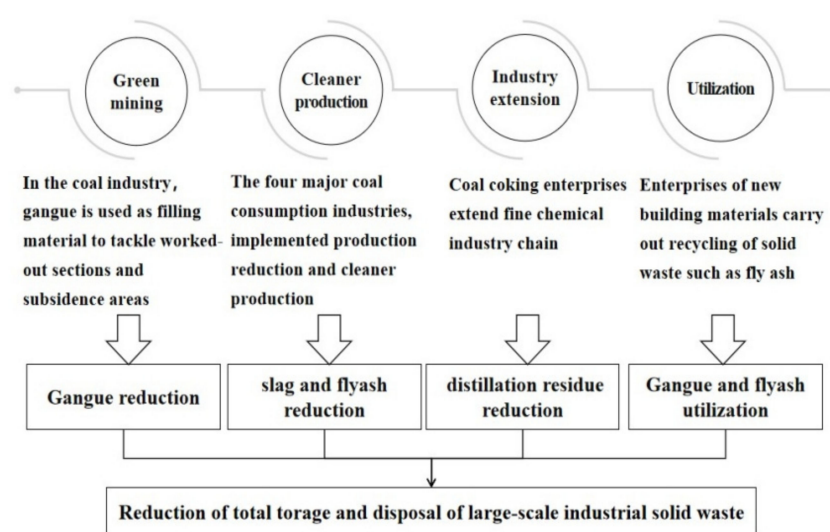 Green
mining
Cleaner
production
Industry
extension
Utilization
In the coal industry,
gangue is used as filling
material to tackle worked-
out sections and
subsidence areas
The four major coal
consumption industries,
implemented production
reduction and cleaner
production
Coal coking enterprises
extend fine chemical
industry chain
Enterprises of new
building materials carry
out recycling of solid
waste such as fly ash
Gangue reduction
slag and flyash
reduction
distillation residue
reduction
Gangue and flyash
utilization
Reduction of total torage and disposal of large-scale industrial solid waste